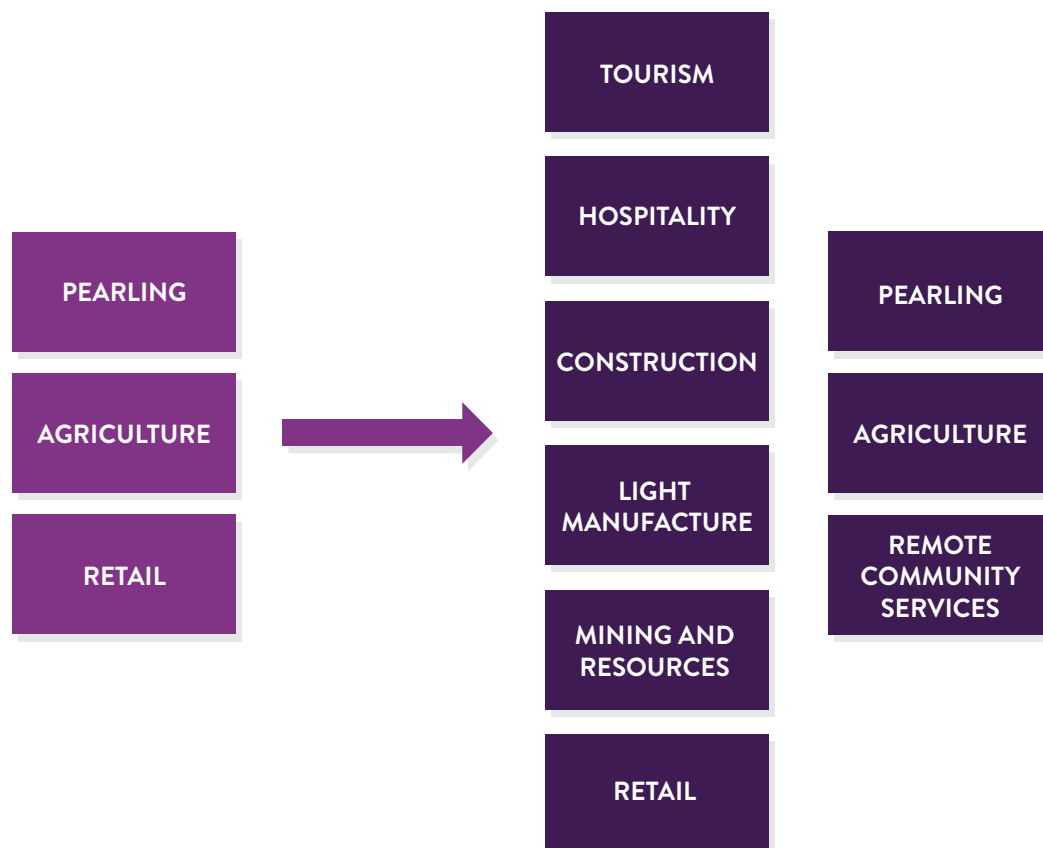 PEARLING
AGRICULTURE
RETAIL
TOURISM
HOSPITALITY
CONSTRUCTION
LIGHT
MANUFACTURE
MINING AND
RESOURCES
RETAIL
PEARLING
AGRICULTURE
REMOTE
COMMUNITY
SERVICES